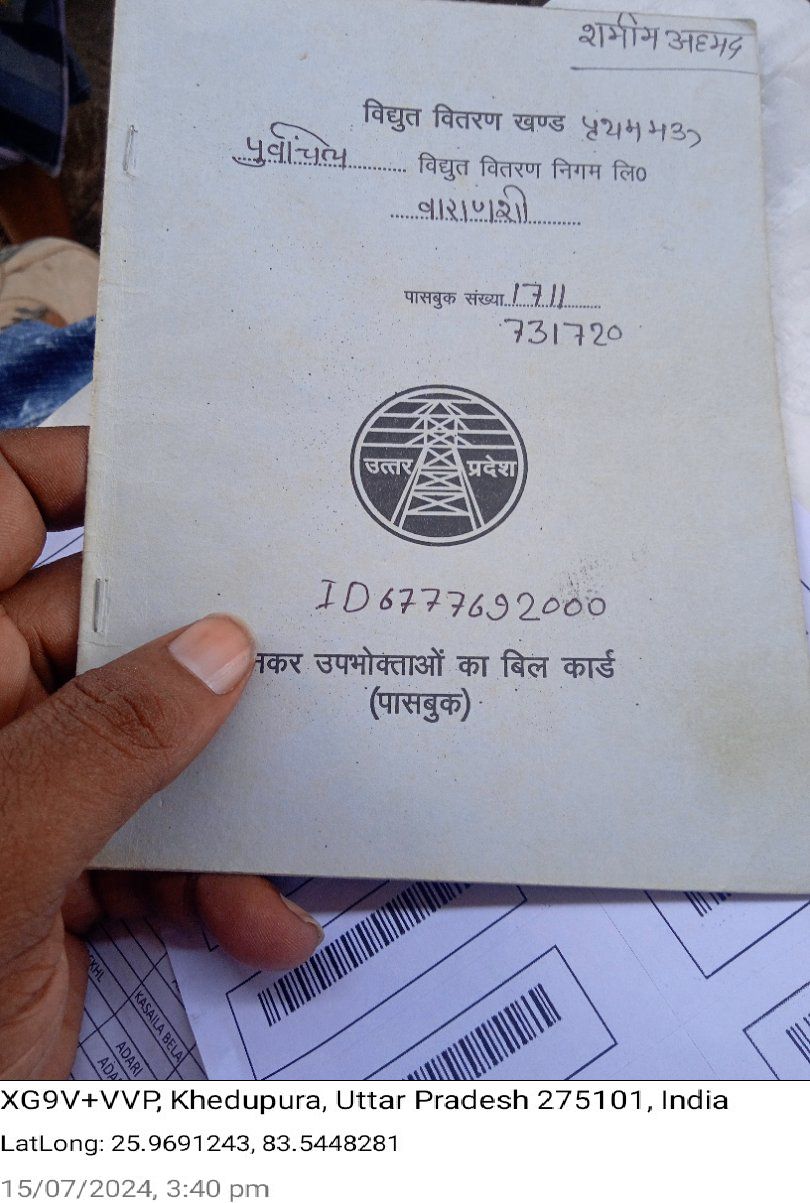 शमीम अहमद
विद्युत वितरण खण्ड प्रथम मऊ
पुर्वांचल विद्युत वितरण निगम लि०
वाराणशी
पासबुक संख्या 1711
731720
उत्तर प्रदेश
ID 6777692000
नकर उपभोक्ताओं का बिल कार्ड
(पासबुक)
KASAILA BELA
ADARI
XG9V+VVP, Khedupura, Uttar Pradesh 275101, India
LatLong: 25.9691243, 83.5448281
15/07/2024, 3:40 pm